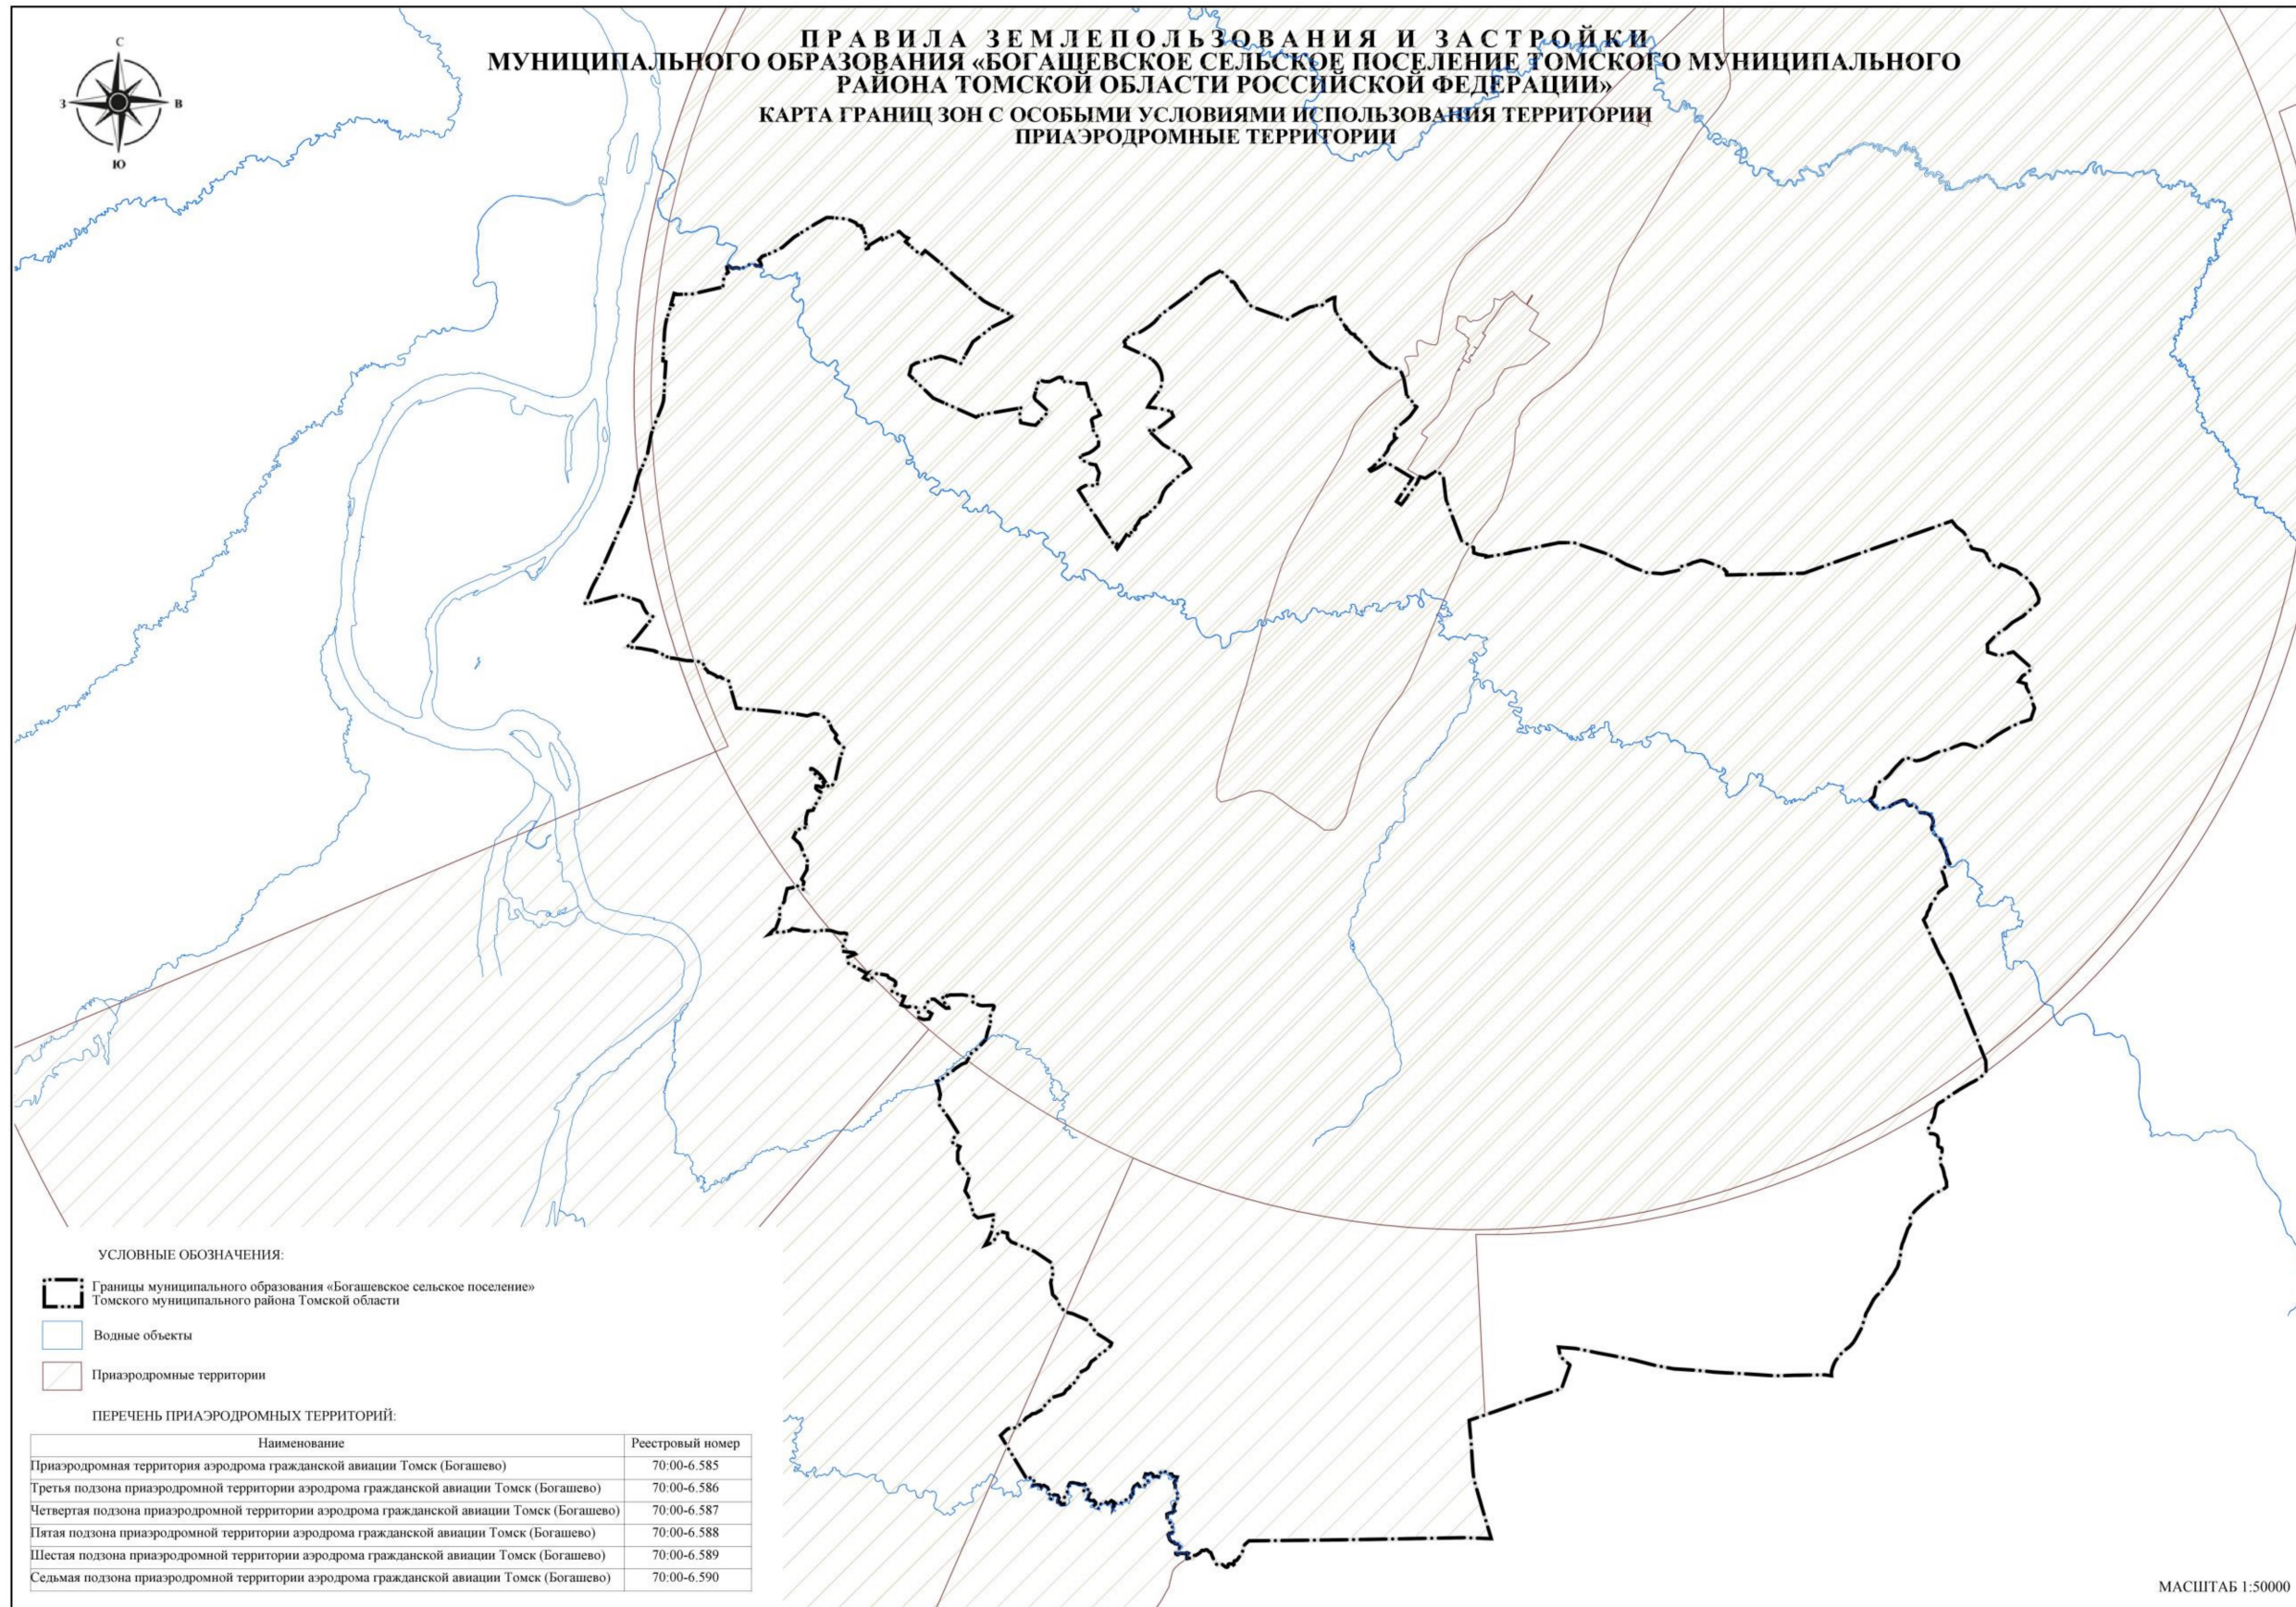 П Р А В И Л А З Е М Л Е П О Л Ь З О В А Н И Я И З А С Т Р О Й К И
МУНИЦИПАЛЬНОГО ОБРАЗОВАНИЯ «БОГАШЕВСКОЕ СЕЛЬСКОЕ ПОСЕЛЕНИЕ ТОМСКОГО МУНИЦИПАЛЬНОГО
РАЙОНА ТОМСКОЙ ОБЛАСТИ РОССИЙСКОЙ ФЕДЕРАЦИИ»
КАРТА ГРАНИЦ ЗОН С ОСОБЫМИ УСЛОВИЯМИ ИСПОЛЬЗОВАНИЯ ТЕРРИТОРИИ
ПРИАЭРОДРОМНЫЕ ТЕРРИТОРИИ
С
З
В
Ю
УСЛОВНЫЕ ОБОЗНАЧЕНИЯ:
Границы муниципального образования «Богашевское сельское поселение»
Томского муниципального района Томской области
Водные объекты
Приаэродромные территории
ПЕРЕЧЕНЬ ПРИАЭРОДРОМНЫХ ТЕРРИТОРИЙ:
Наименование Реестровый номер
Приаэродромная территория аэродрома гражданской авиации Томск (Богашево) 70:00-6.585
Третья подзона приаэродромной территории аэродрома гражданской авиации Томск (Богашево) 70:00-6.586
Четвертая подзона приаэродромной территории аэродрома гражданской авиации Томск (Богашево) 70:00-6.587
Пятая подзона приаэродромной территории аэродрома гражданской авиации Томск (Богашево) 70:00-6.588
Шестая подзона приаэродромной территории аэродрома гражданской авиации Томск (Богашево) 70:00-6.589
Седьмая подзона приаэродромной территории аэродрома гражданской авиации Томск (Богашево) 70:00-6.590
МАСШТАБ 1:50000